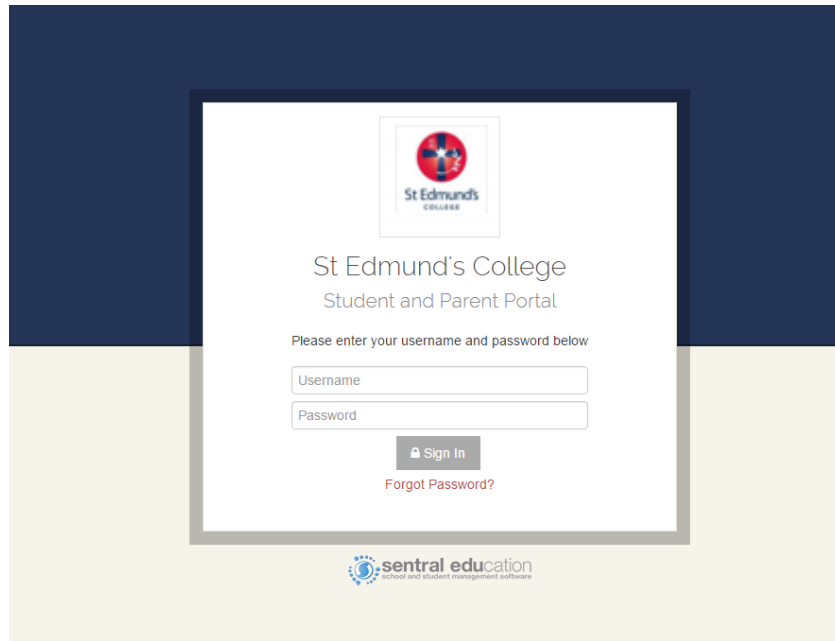 St Edmund's
COLLEGE
St Edmund's College
Student and Parent Portal
Please enter your username and password below
Username
Password
Sign In
Forgot Password?
sentral education
school and student management software